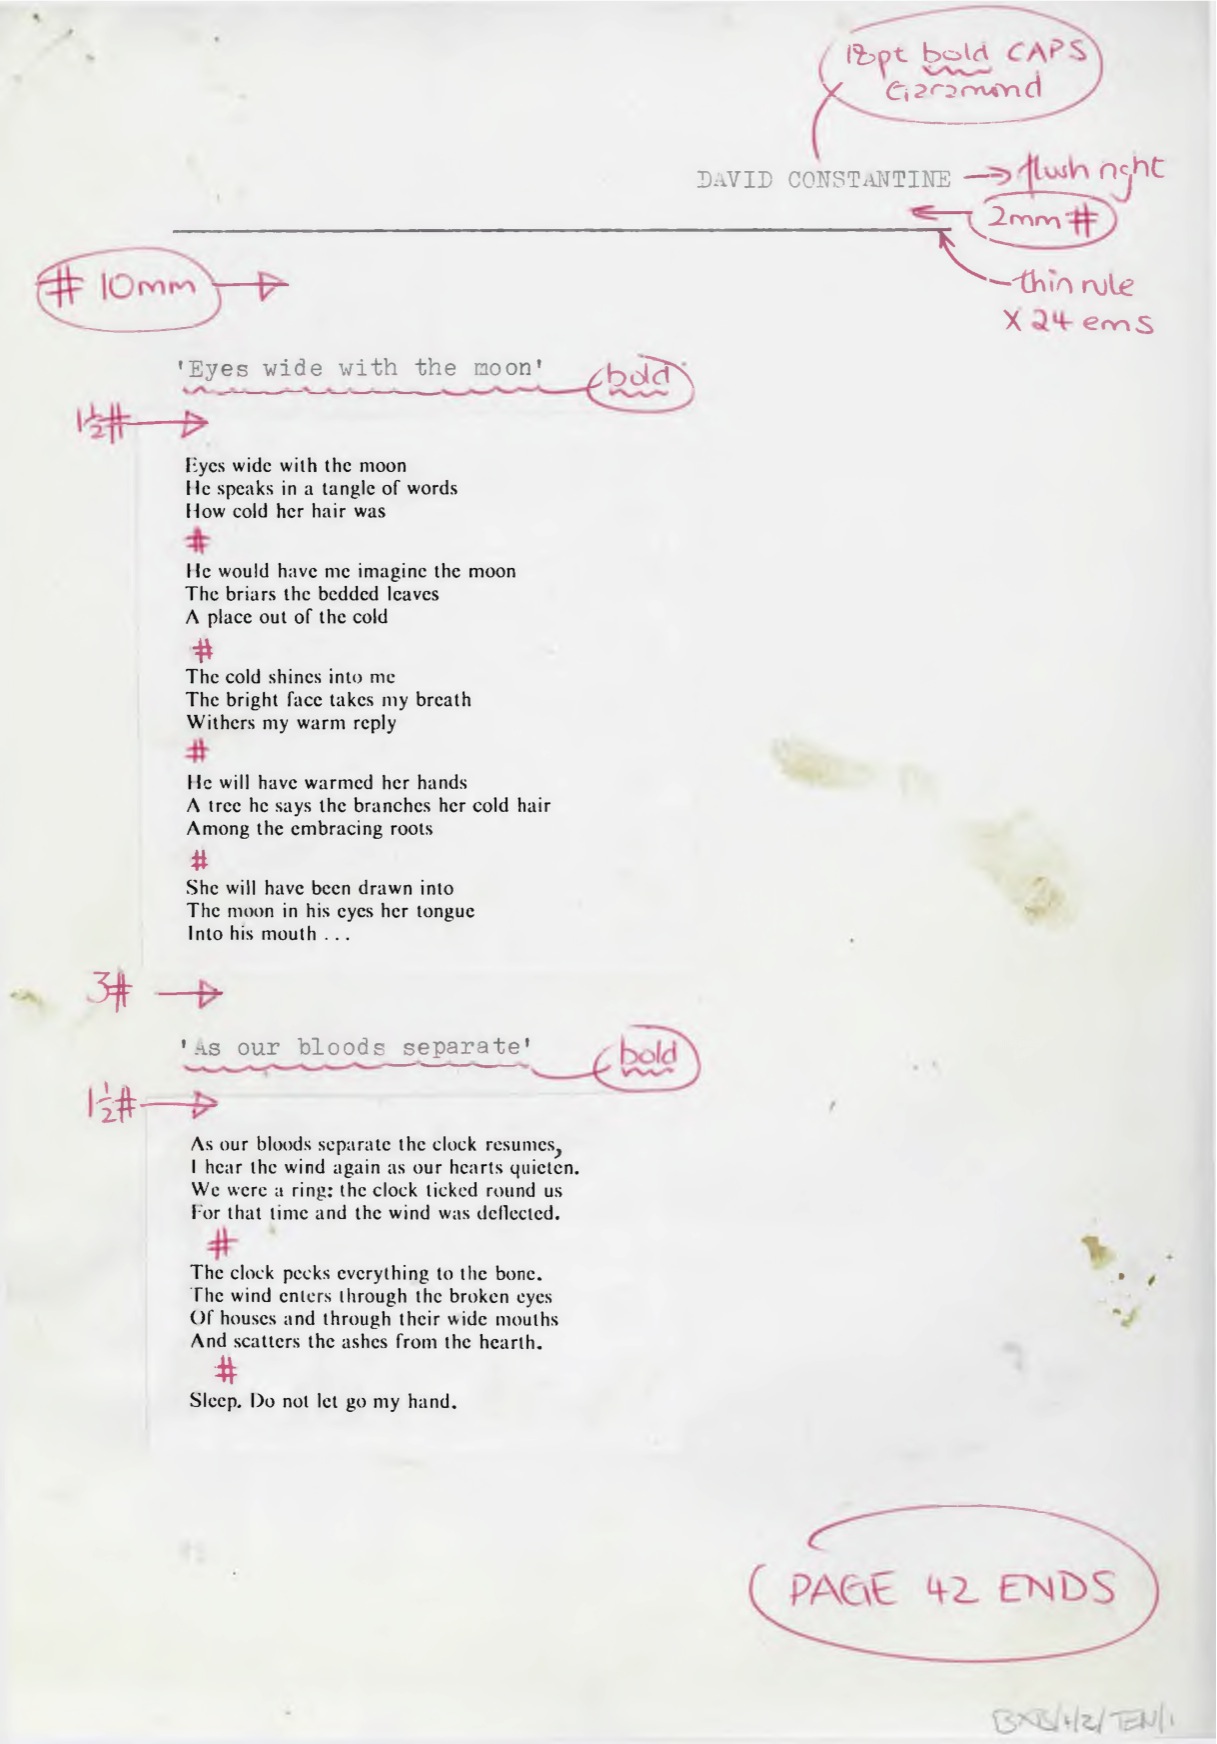 18pt bold CAPS
Garamond
DAVID CONSTANTINE → flush right
2mm #
# 10mm
thin rule
X 24 ems
'Eyes wide with the moon' bold
1½#
Eyes wide with the moon
He speaks in a tangle of words
How cold her hair was
#
He would have me imagine the moon
The briars the bedded leaves
A place out of the cold
#
The cold shines into me
The bright face takes my breath
Withers my warm reply
#
He will have warmed her hands
A tree he says the branches her cold hair
Among the embracing roots
#
She will have been drawn into
The moon in his eyes her tongue
Into his mouth . . .
3#
'As our bloods separate' bold
1½#
As our bloods separate the clock resumes,
I hear the wind again as our hearts quieten.
We were a ring: the clock ticked round us
For that time and the wind was deflected.
#
The clock pecks everything to the bone.
The wind enters through the broken eyes
Of houses and through their wide mouths
And scatters the ashes from the hearth.
#
Sleep. Do not let go my hand.
PAGE 42 ENDS
BXB/1/2/TEN/1